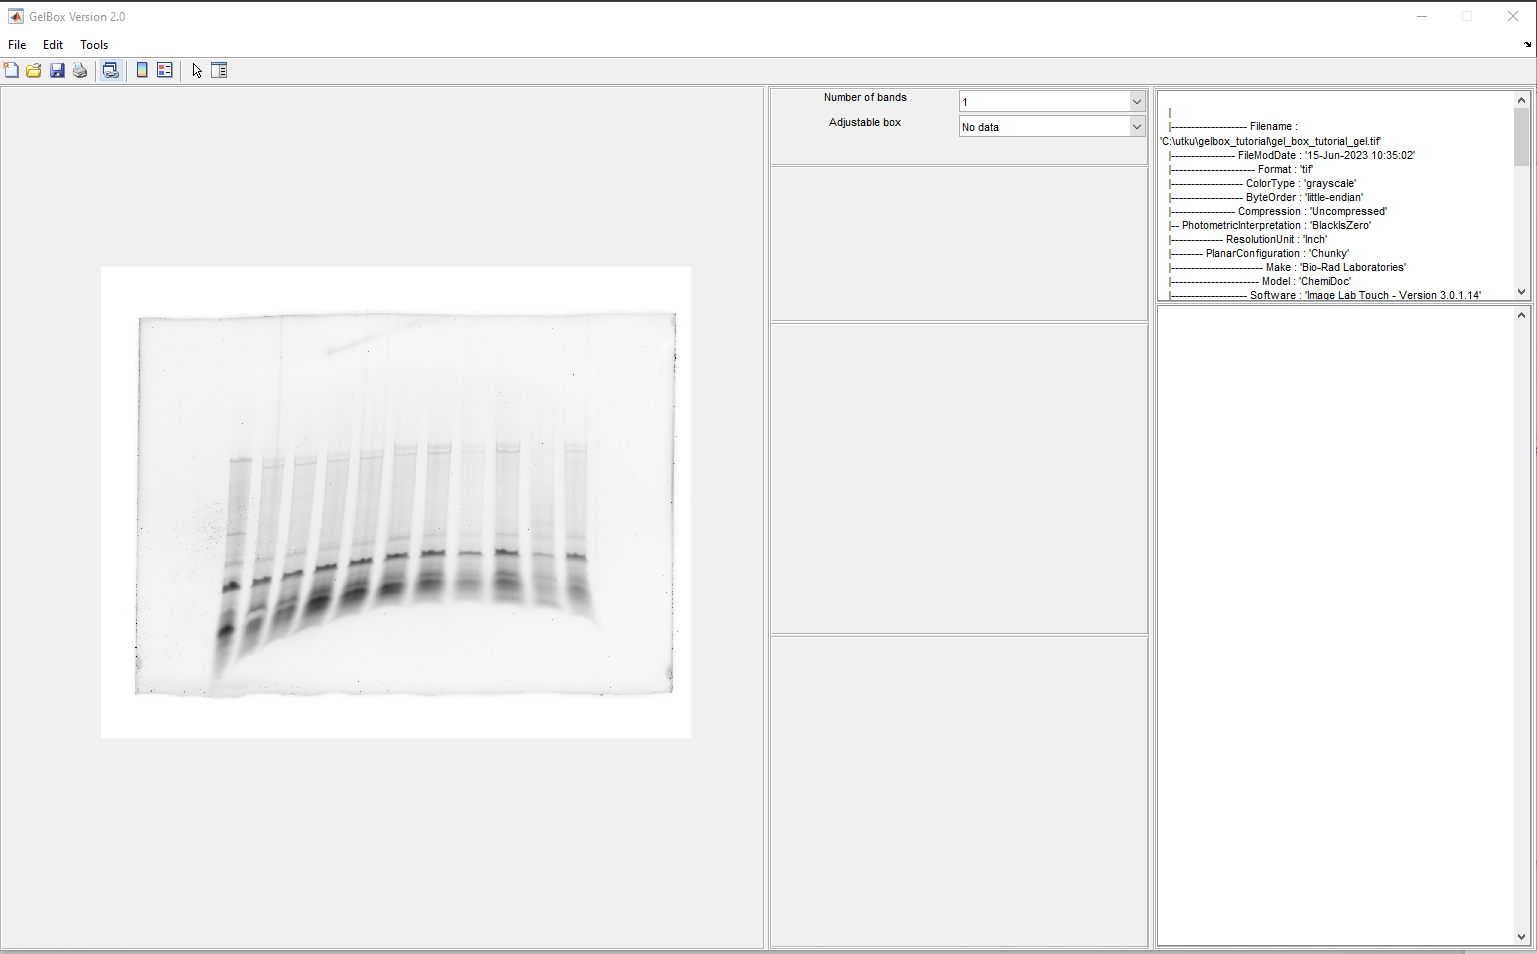 GelBox Version 2.0
File Edit Tools
Number of bands 1
Adjustable box No data
|
|------------------- Filename :
'C:\utku\gelbox_tutorial\gel_box_tutorial_gel.tif'
|---------------- FileModDate : '15-Jun-2023 10:35:02'
|--------------------- Format : 'tif'
|------------------ ColorType : 'grayscale'
|------------------ ByteOrder : 'little-endian'
|---------------- Compression : 'Uncompressed'
|-- PhotometricInterpretation : 'BlackIsZero'
|------------- ResolutionUnit : 'Inch'
|-------- PlanarConfiguration : 'Chunky'
|----------------------- Make : 'Bio-Rad Laboratories'
|---------------------- Model : 'ChemiDoc'
|------------------- Software : 'Image Lab Touch - Version 3.0.1.14'